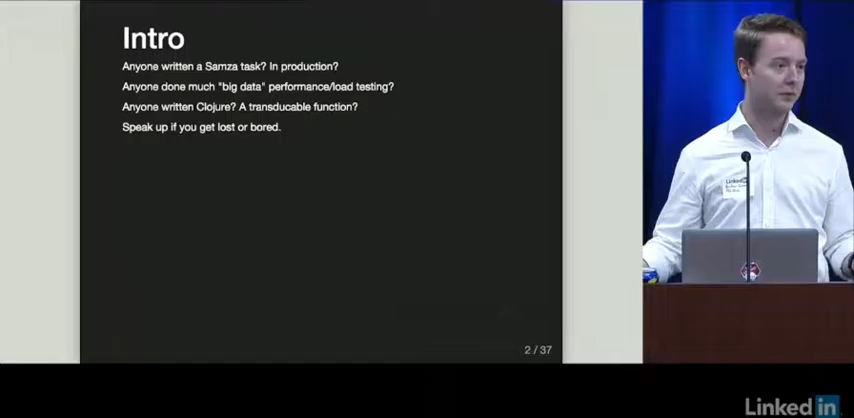 Intro
Anyone written a Samza task? In production?
Anyone done much "big data" performance/load testing?
Anyone written Clojure? A transducable function?
Speak up if you get lost or bored.
2 / 37
Linked
Linked in